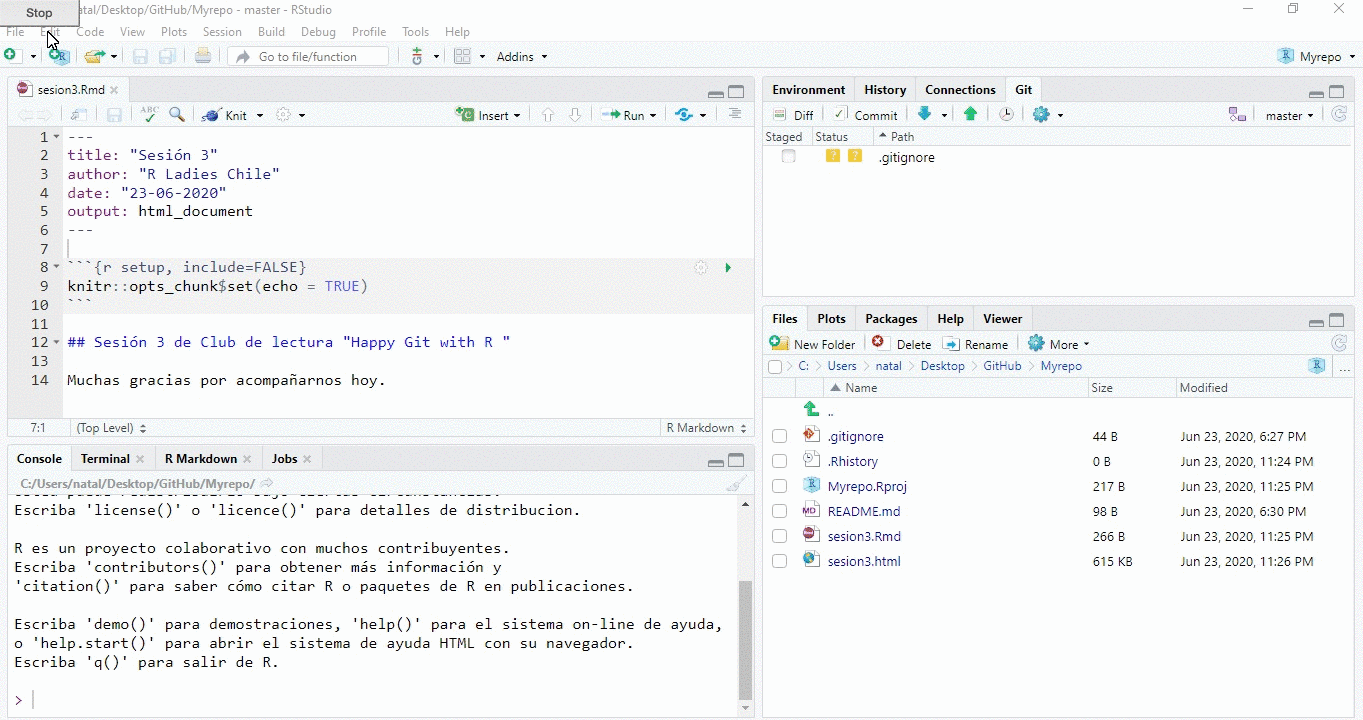 Stop
atal/Desktop/GitHub/Myrepo - master - RStudio
File Edit Code View Plots Session Build Debug Profile Tools Help
Go to file/function
Addins
Myrepo
sesion3.Rmd
ABC
Knit
Insert
Run
1 ---
2 title: "Sesión 3"
3 author: "R Ladies Chile"
4 date: "23-06-2020"
5 output: html_document
6 ---
7
8 ```{r setup, include=FALSE}
9 knitr::opts_chunk$set(echo = TRUE)
10 ```
11
12 ## Sesión 3 de Club de lectura "Happy Git with R "
13
14 Muchas gracias por acompañarnos hoy.
7:1 (Top Level) R Markdown
Console Terminal R Markdown Jobs
C:/Users/natal/Desktop/GitHub/Myrepo/
Escriba 'license()' o 'licence()' para detalles de distribucion.
R es un proyecto colaborativo con muchos contribuyentes.
Escriba 'contributors()' para obtener más información y
'citation()' para saber cómo citar R o paquetes de R en publicaciones.
Escriba 'demo()' para demostraciones, 'help()' para el sistema on-line de ayuda,
o 'help.start()' para abrir el sistema de ayuda HTML con su navegador.
Escriba 'q()' para salir de R.
>
Environment History Connections Git
Diff Commit master
Staged Status Path
? ? .gitignore
Files Plots Packages Help Viewer
New Folder Delete Rename More
C: Users natal Desktop GitHub Myrepo ...
Name Size Modified
..
.gitignore 44 B Jun 23, 2020, 6:27 PM
.Rhistory 0 B Jun 23, 2020, 11:24 PM
Myrepo.Rproj 217 B Jun 23, 2020, 11:25 PM
README.md 98 B Jun 23, 2020, 6:30 PM
sesion3.Rmd 266 B Jun 23, 2020, 11:25 PM
sesion3.html 615 KB Jun 23, 2020, 11:26 PM